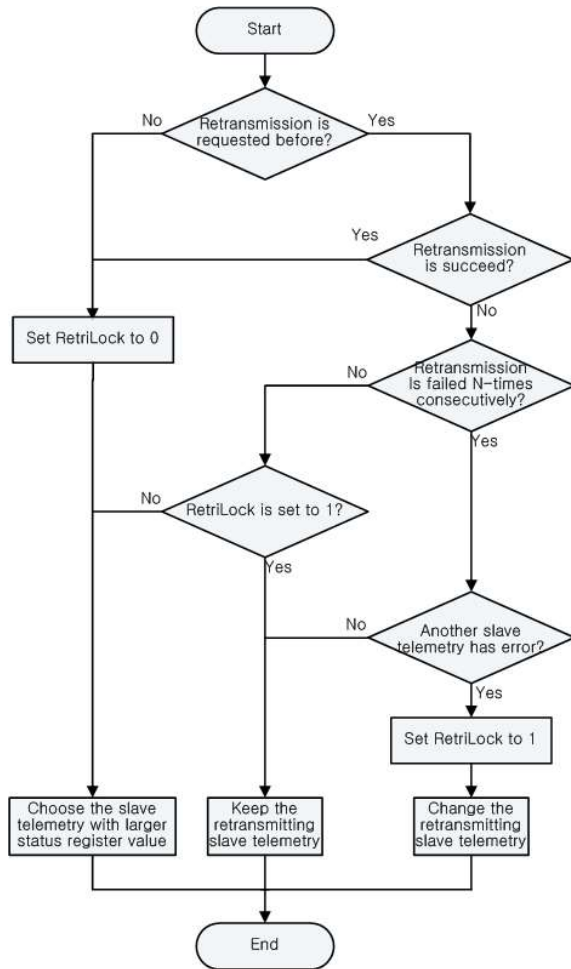 Start
No
Retransmission is
requested before?
Yes
Yes
Retransmission
is succeed?
No
Set RetriLock to 0
No
Retransmission
Is failed N-times
consecutively?
Yes
No
RetriLock is set to 1?
Yes
No
Another slave
telemetry has error?
Yes
Set RetriLock to 1
Choose the slave
telemetry with larger
status register value
Keep the
retransmitting
slave telemetry
Change the
retransmitting
slave telemetry
End